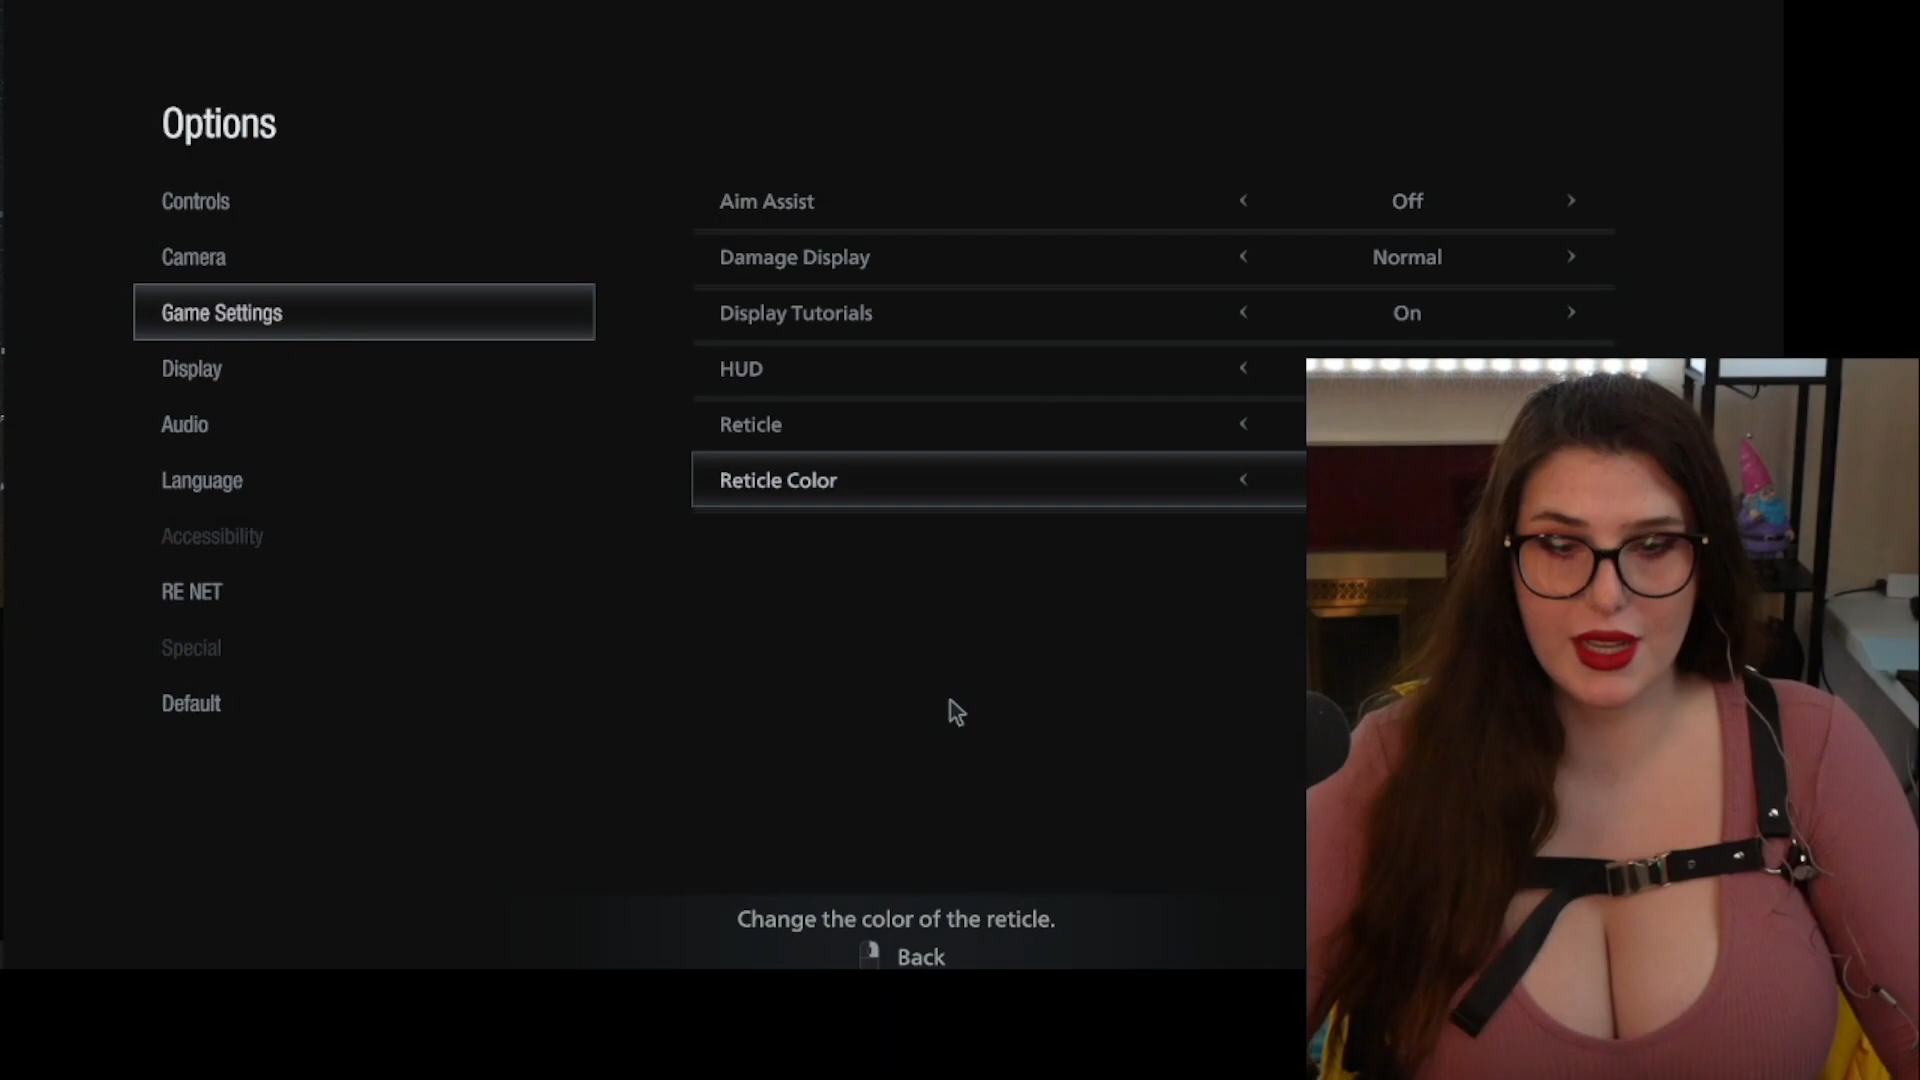 Options
Controls
Camera
Game Settings
Display
Audio
Language
Accessibility
RE NET
Special
Default
Aim Assist < Off >
Damage Display < Normal >
Display Tutorials < On >
HUD <
Reticle <
Reticle Color <
Change the color of the reticle.
Back